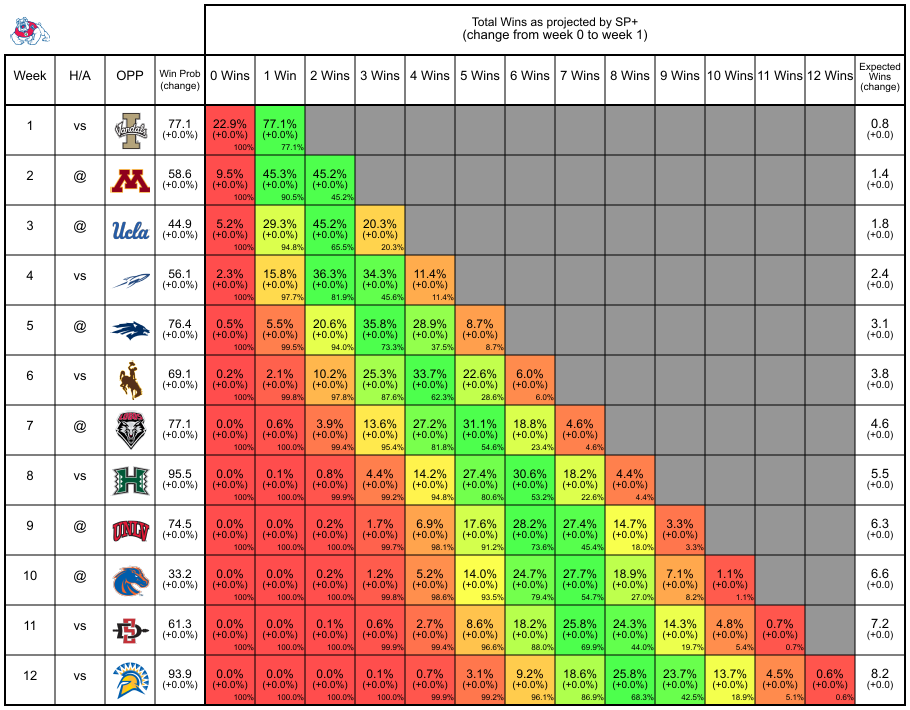 Total Wins as projected by SP+
(change from week 0 to week 1)
Week H/A OPP Win Prob (change) 0 Wins 1 Win 2 Wins 3 Wins 4 Wins 5 Wins 6 Wins 7 Wins 8 Wins 9 Wins 10 Wins 11 Wins 12 Wins Expected Wins (change)
1 vs I Vandals 77.1 22.9% 77.1% 0.8
(+0.0%) (+0.0%) (+0.0%) (+0.0)
100% 77.1%
2 @ M 58.6 9.5% 45.3% 45.2% 1.4
(+0.0%) (+0.0%) (+0.0%) (+0.0%) (+0.0)
100% 90.5% 45.2%
3 @ Ucla 44.9 5.2% 29.3% 45.2% 20.3% 1.8
(+0.0%) (+0.0%) (+0.0%) (+0.0%) (+0.0%) (+0.0)
100% 94.8% 65.5% 20.3%
4 vs 56.1 2.3% 15.8% 36.3% 34.3% 11.4% 2.4
(+0.0%) (+0.0%) (+0.0%) (+0.0%) (+0.0%) (+0.0%) (+0.0)
100% 97.7% 81.9% 45.6% 11.4%
5 @ 76.4 0.5% 5.5% 20.6% 35.8% 28.9% 8.7% 3.1
(+0.0%) (+0.0%) (+0.0%) (+0.0%) (+0.0%) (+0.0%) (+0.0%) (+0.0)
100% 99.5% 94.0% 73.3% 37.5% 8.7%
6 vs 69.1 0.2% 2.1% 10.2% 25.3% 33.7% 22.6% 6.0% 3.8
(+0.0%) (+0.0%) (+0.0%) (+0.0%) (+0.0%) (+0.0%) (+0.0%) (+0.0%) (+0.0)
100% 99.8% 97.8% 87.6% 62.3% 28.6% 6.0%
7 @ 77.1 0.0% 0.6% 3.9% 13.6% 27.2% 31.1% 18.8% 4.6% 4.6
(+0.0%) (+0.0%) (+0.0%) (+0.0%) (+0.0%) (+0.0%) (+0.0%) (+0.0%) (+0.0%) (+0.0)
100% 100.0% 99.4% 95.4% 81.8% 54.6% 23.4% 4.6%
8 vs H 95.5 0.0% 0.1% 0.8% 4.4% 14.2% 27.4% 30.6% 18.2% 4.4% 5.5
(+0.0%) (+0.0%) (+0.0%) (+0.0%) (+0.0%) (+0.0%) (+0.0%) (+0.0%) (+0.0%) (+0.0%) (+0.0)
100% 100.0% 99.9% 99.2% 94.8% 80.6% 53.2% 22.6% 4.4%
9 @ UNLV 74.5 0.0% 0.0% 0.2% 1.7% 6.9% 17.6% 28.2% 27.4% 14.7% 3.3% 6.3
(+0.0%) (+0.0%) (+0.0%) (+0.0%) (+0.0%) (+0.0%) (+0.0%) (+0.0%) (+0.0%) (+0.0%) (+0.0%) (+0.0)
100% 100.0% 100.0% 99.7% 98.1% 91.2% 73.6% 45.4% 18.0% 3.3%
10 @ 33.2 0.0% 0.0% 0.2% 1.2% 5.2% 14.0% 24.7% 27.7% 18.9% 7.1% 1.1% 6.6
(+0.0%) (+0.0%) (+0.0%) (+0.0%) (+0.0%) (+0.0%) (+0.0%) (+0.0%) (+0.0%) (+0.0%) (+0.0%) (+0.0%) (+0.0)
100% 100.0% 100.0% 99.8% 98.6% 93.5% 79.4% 54.7% 27.0% 8.2% 1.1%
11 vs SD 61.3 0.0% 0.0% 0.1% 0.6% 2.7% 8.6% 18.2% 25.8% 24.3% 14.3% 4.8% 0.7% 7.2
(+0.0%) (+0.0%) (+0.0%) (+0.0%) (+0.0%) (+0.0%) (+0.0%) (+0.0%) (+0.0%) (+0.0%) (+0.0%) (+0.0%) (+0.0%) (+0.0)
100% 100.0% 100.0% 99.9% 99.4% 96.6% 88.0% 69.9% 44.0% 19.7% 5.4% 0.7%
12 vs 93.9 0.0% 0.0% 0.0% 0.1% 0.7% 3.1% 9.2% 18.6% 25.8% 23.7% 13.7% 4.5% 0.6% 8.2
(+0.0%) (+0.0%) (+0.0%) (+0.0%) (+0.0%) (+0.0%) (+0.0%) (+0.0%) (+0.0%) (+0.0%) (+0.0%) (+0.0%) (+0.0%) (+0.0%) (+0.0)
100% 100.0% 100.0% 100.0% 99.9% 99.2% 96.1% 86.9% 68.3% 42.5% 18.9% 5.1% 0.6%